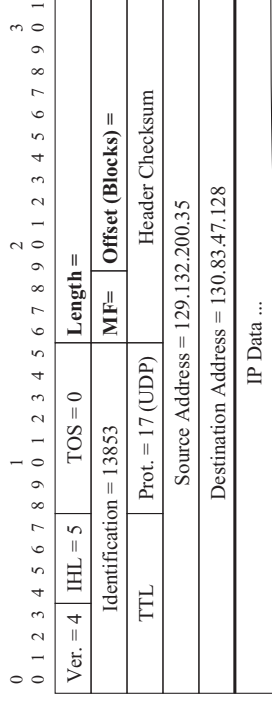 0 1 2 3
0 1 2 3 4 5 6 7 8 9 0 1 2 3 4 5 6 7 8 9 0 1 2 3 4 5 6 7 8 9 0 1
Ver. = 4 IHL = 5 TOS = 0 Length =
Identification = 13853 MF= Offset (Blocks) =
TTL Prot. = 17 (UDP) Header Checksum
Source Address = 129.132.200.35
Destination Address = 130.83.47.128
IP Data ...